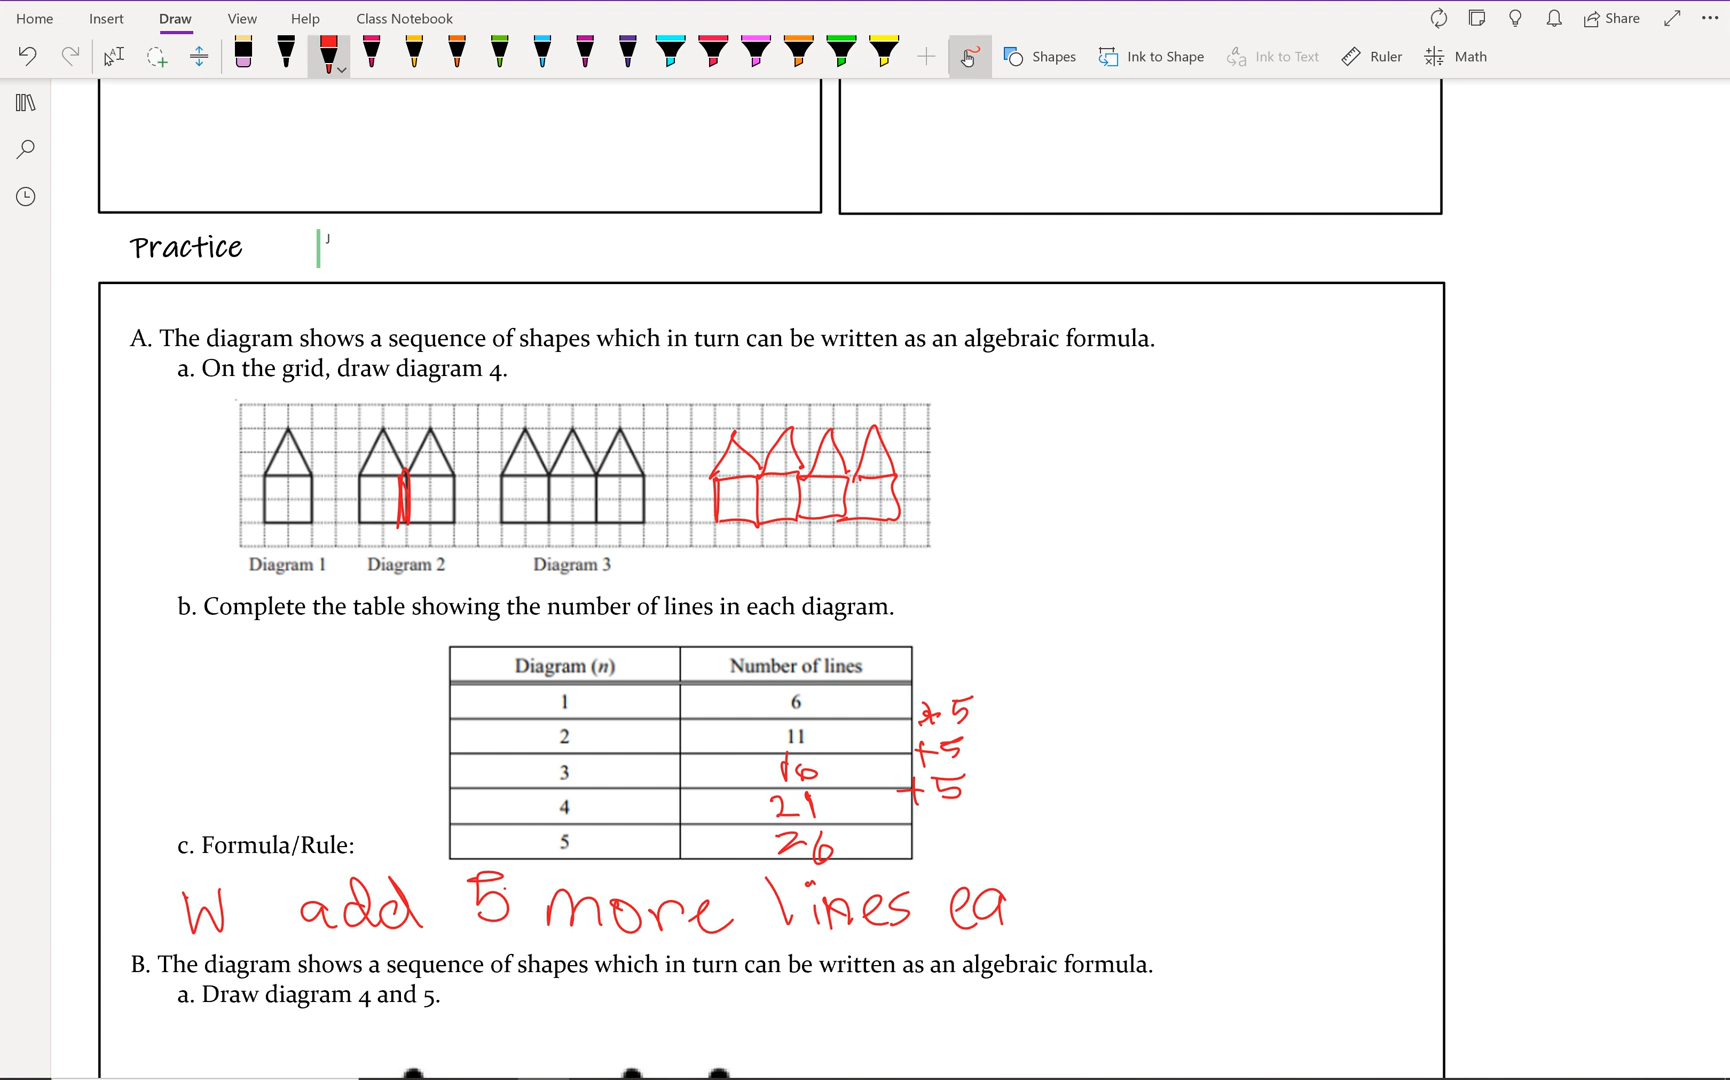 Home Insert Draw View Help Class Notebook Share
Shapes Ink to Shape Ink to Text Ruler Math
Practice J
A. The diagram shows a sequence of shapes which in turn can be written as an algebraic formula.
a. On the grid, draw diagram 4.
Diagram 1 Diagram 2 Diagram 3
b. Complete the table showing the number of lines in each diagram.
Diagram (n) Number of lines
1 6
+5
2 11
+5
3 16
+5
4 21
5 26
c. Formula/Rule:
W add 5 more lines ea
B. The diagram shows a sequence of shapes which in turn can be written as an algebraic formula.
a. Draw diagram 4 and 5.